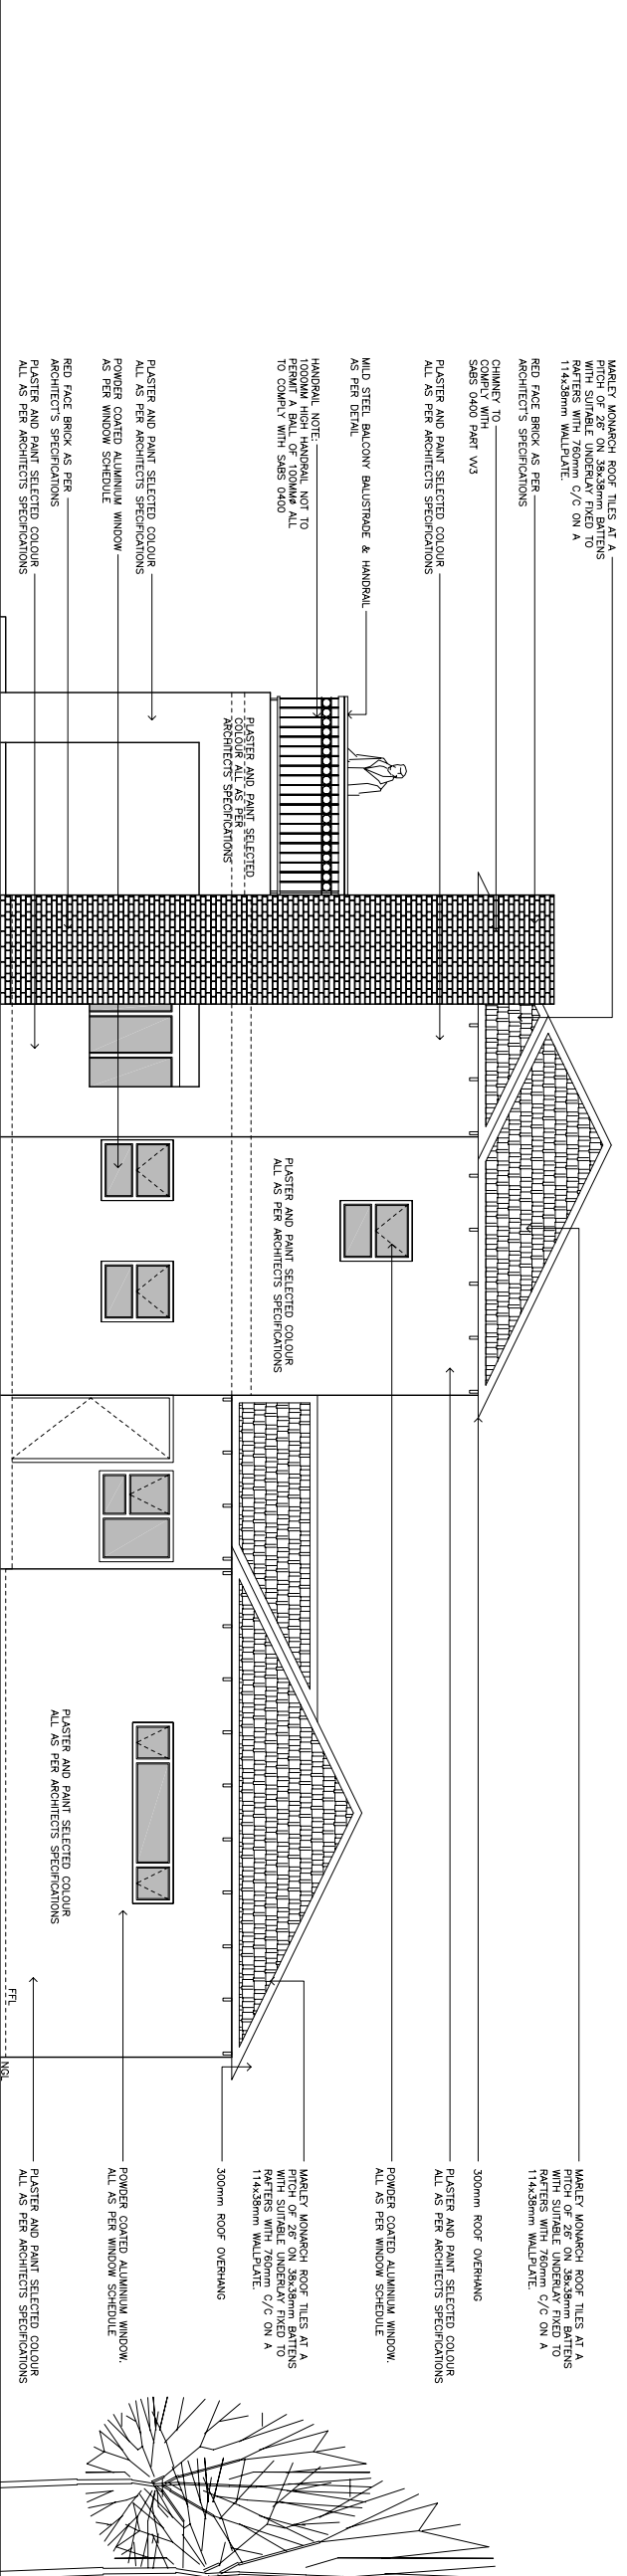 MARLEY MONARCH ROOF TILES AT A
PITCH OF 26° ON 38x38mm BATTENS
WITH SUITABLE UNDERLAY FIXED TO
RAFTERS WITH 760mm C/C ON A
114x38mm WALLPLATE.
RED FACE BRICK AS PER
ARCHITECT'S SPECIFICATIONS
CHIMNEY TO
COMPLY WITH
SABS 0400 PART VV3
PLASTER AND PAINT SELECTED COLOUR
ALL AS PER ARCHITECTS SPECIFICATIONS
MILD STEEL BALCONY BALUSTRADE & HANDRAIL
AS PER DETAIL
HANDRAIL NOTE:
1000MM HIGH HANDRAIL NOT TO
PERMIT A BALL OF 100MMø ALL
TO COMPLY WITH SABS 0400
PLASTER AND PAINT SELECTED COLOUR
ALL AS PER ARCHITECTS SPECIFICATIONS
POWDER COATED ALUMINIUM WINDOW
AS PER WINDOW SCHEDULE
RED FACE BRICK AS PER
ARCHITECT'S SPECIFICATIONS
PLASTER AND PAINT SELECTED COLOUR
ALL AS PER ARCHITECTS SPECIFICATIONS
PLASTER AND PAINT SELECTED
COLOUR ALL AS PER
ARCHITECTS SPECIFICATIONS
PLASTER AND PAINT SELECTED COLOUR
ALL AS PER ARCHITECTS SPECIFICATIONS
PLASTER AND PAINT SELECTED COLOUR
ALL AS PER ARCHITECTS SPECIFICATIONS
FFL
NGL
MARLEY MONARCH ROOF TILES AT A
PITCH OF 26° ON 38x38mm BATTENS
WITH SUITABLE UNDERLAY FIXED TO
RAFTERS WITH 760mm C/C ON A
114x38mm WALLPLATE.
300mm ROOF OVERHANG
PLASTER AND PAINT SELECTED COLOUR
ALL AS PER ARCHITECTS SPECIFICATIONS
POWDER COATED ALUMINIUM WINDOW.
ALL AS PER WINDOW SCHEDULE
MARLEY MONARCH ROOF TILES AT A
PITCH OF 26° ON 38x38mm BATTENS
WITH SUITABLE UNDERLAY FIXED TO
RAFTERS WITH 760mm C/C ON A
114x38mm WALLPLATE.
300mm ROOF OVERHANG
POWDER COATED ALUMINIUM WINDOW.
ALL AS PER WINDOW SCHEDULE
PLASTER AND PAINT SELECTED COLOUR
ALL AS PER ARCHITECTS SPECIFICATIONS